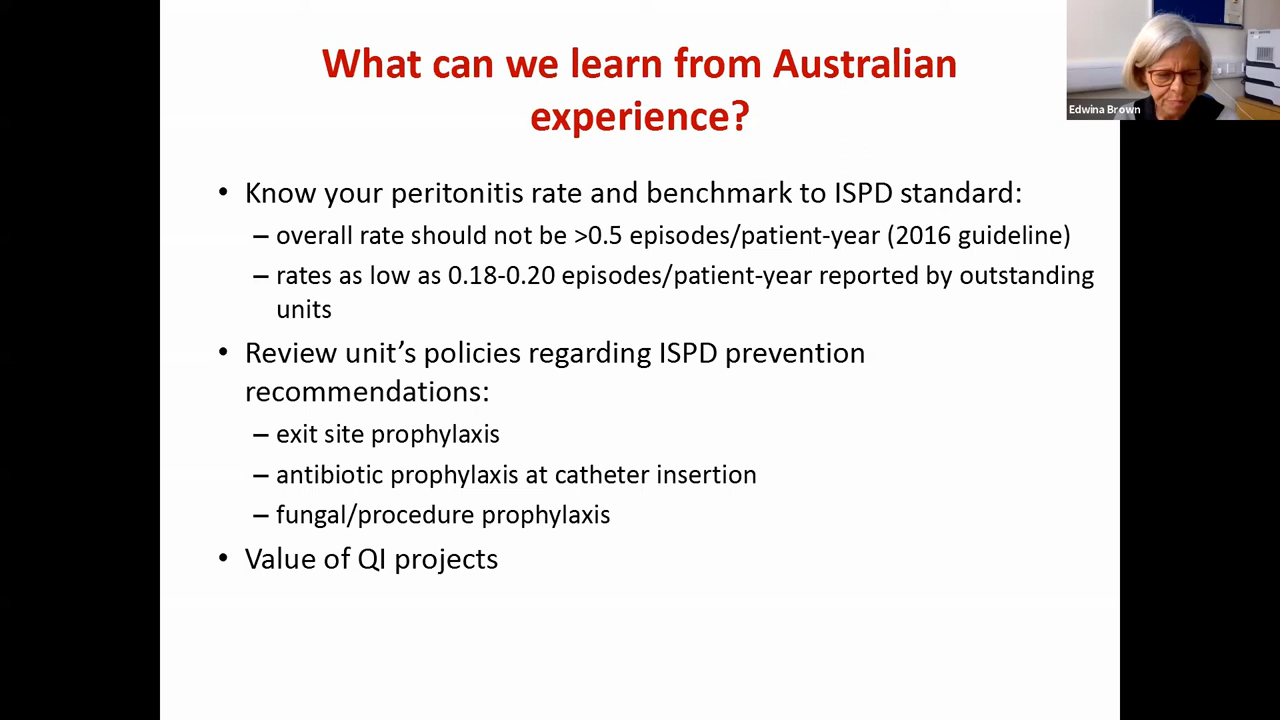 What can we learn from Australian
experience?
Edwina Brown
• Know your peritonitis rate and benchmark to ISPD standard:
– overall rate should not be >0.5 episodes/patient-year (2016 guideline)
– rates as low as 0.18-0.20 episodes/patient-year reported by outstanding
units
• Review unit’s policies regarding ISPD prevention
recommendations:
– exit site prophylaxis
– antibiotic prophylaxis at catheter insertion
– fungal/procedure prophylaxis
• Value of QI projects